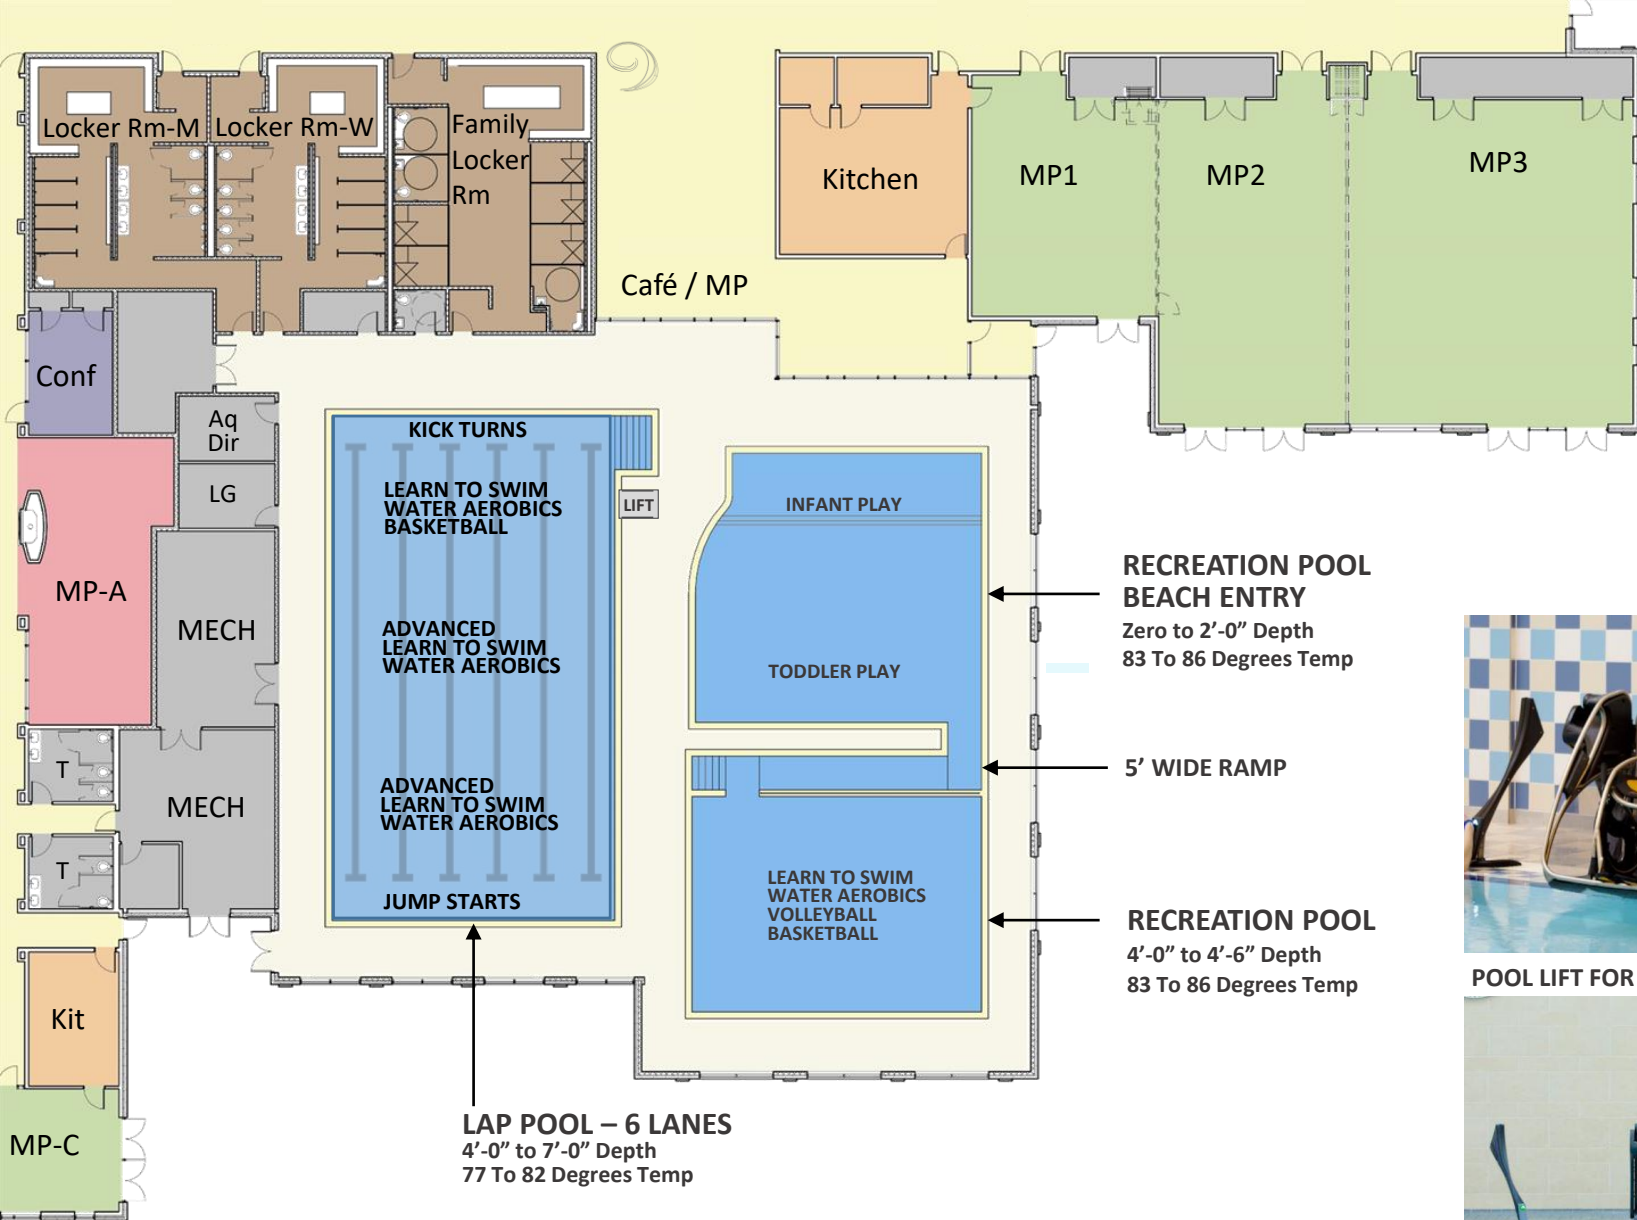 Locker Rm-M
Locker Rm-W
Family
Locker
Rm
Kitchen
MP1
MP2
MP3
Café / MP
Conf
Aq
Dir
LG
MP-A
MECH
T
MECH
T
Kit
MP-C
KICK TURNS
LEARN TO SWIM
WATER AEROBICS
BASKETBALL
LIFT
ADVANCED
LEARN TO SWIM
WATER AEROBICS
ADVANCED
LEARN TO SWIM
WATER AEROBICS
JUMP STARTS
INFANT PLAY
TODDLER PLAY
LEARN TO SWIM
WATER AEROBICS
VOLLEYBALL
BASKETBALL
RECREATION POOL
BEACH ENTRY
Zero to 2’-0” Depth
83 To 86 Degrees Temp
5’ WIDE RAMP
RECREATION POOL
4’-0” to 4’-6” Depth
83 To 86 Degrees Temp
LAP POOL – 6 LANES
4’-0” to 7’-0” Depth
77 To 82 Degrees Temp
POOL LIFT FOR